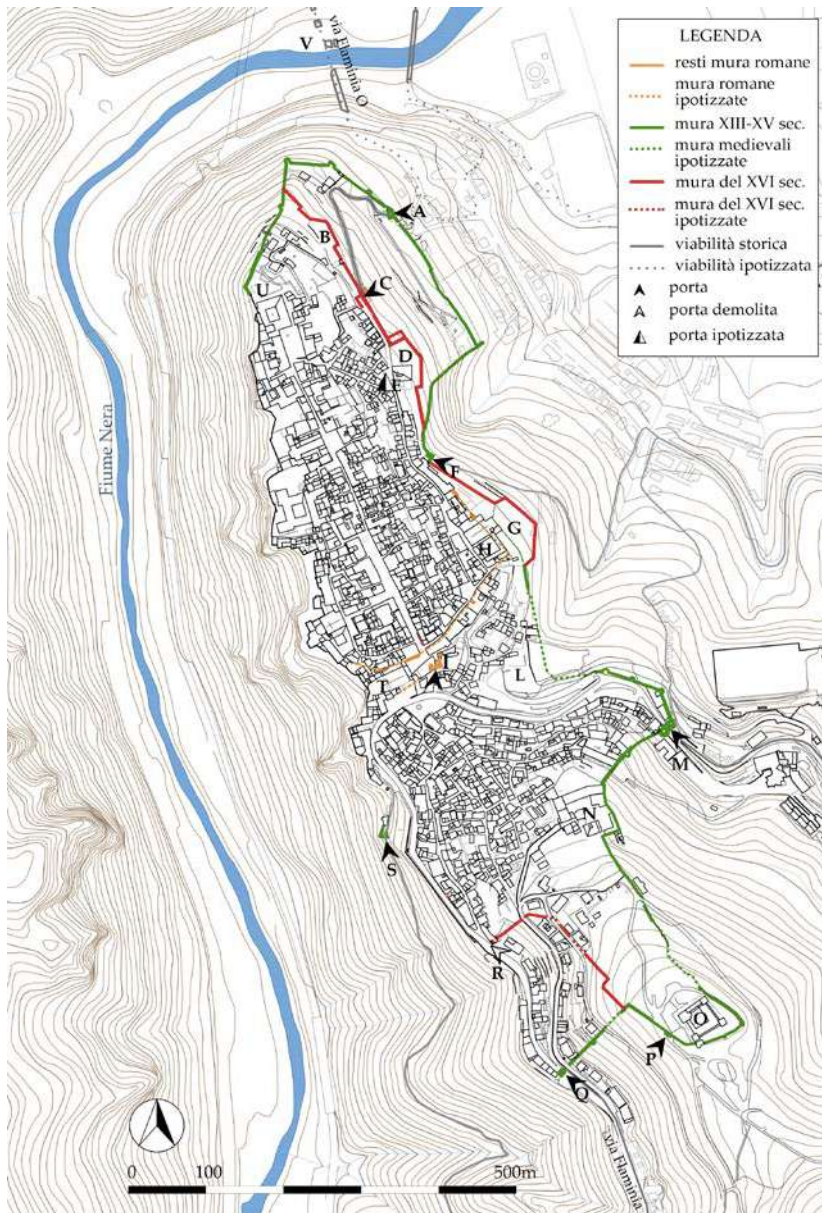 V
via Flaminia O
LEGENDA
resti mura romane
mura romane
ipotizzate
mura XIII-XV sec.
mura medievali
ipotizzate
mura del XVI sec.
mura del XVI sec.
ipotizzate
viabilità storica
viabilità ipotizzata
porta
porta demolita
porta ipotizzata
A
B
C
U
D
E
Fiume Nera
F
G
H
I
L
T
M
N
S
R
O
P
Q
via Flaminia
0 100 500m